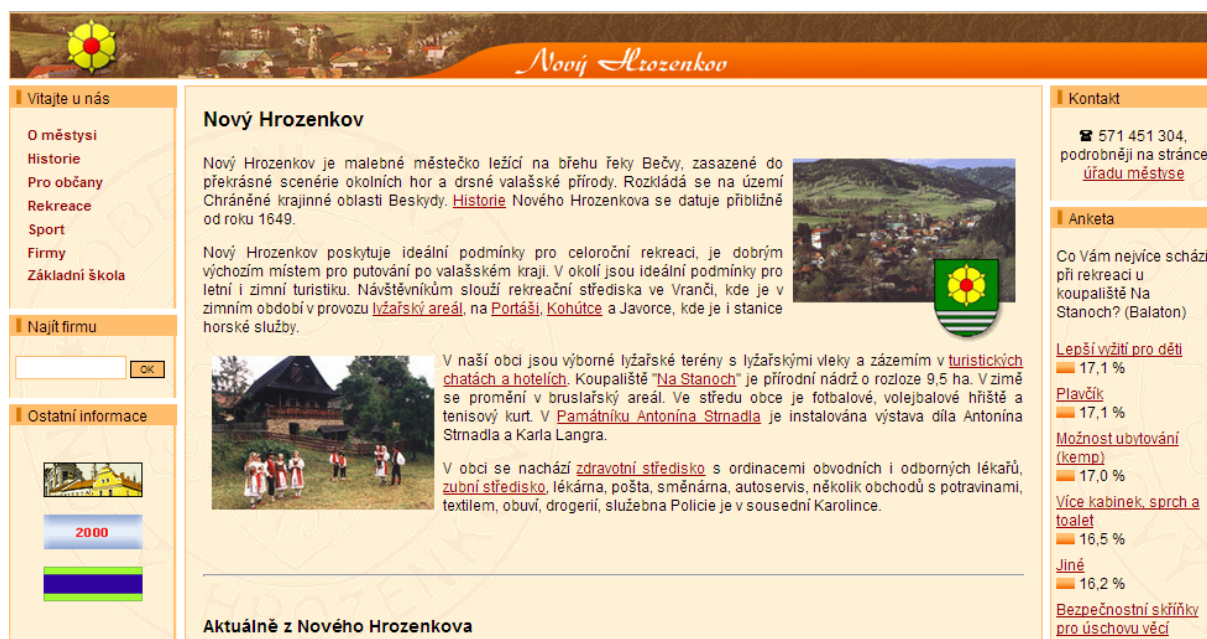 Nový Hrozenkov
Vitajte u nás
O městysi
Historie
Pro občany
Rekreace
Sport
Firmy
Základní škola
Najít firmu
OK
Ostatní informace
2000
Nový Hrozenkov
Nový Hrozenkov je malebné městečko ležící na břehu řeky Bečvy, zasazené do
překrásné scenérie okolních hor a drsné valašské přírody. Rozkládá se na území
Chráněné krajinné oblasti Beskydy. Historie Nového Hrozenkova se datuje přibližně
od roku 1649.
Nový Hrozenkov poskytuje ideální podmínky pro celoroční rekreaci, je dobrým
výchozím místem pro putování po valašském kraji. V okolí jsou ideální podmínky pro
letní i zimní turistiku. Návštěvníkům slouží rekreační střediska ve Vranči, kde je v
zimním období v provozu lyžařský areál, na Portáši, Kohútce a Javorce, kde je i stanice
horské služby.
V naší obci jsou výborné lyžařské terény s lyžařskými vleky a zázemím v turistických
chatách a hotelích. Koupaliště "Na Stanoch" je přírodní nádrž o rozloze 9,5 ha. V zimě
se promění v bruslařský areál. Ve středu obce je fotbalové, volejbalové hřiště a
tenisový kurt. V Památníku Antonína Strnadla je instalována výstava díla Antonína
Strnadla a Karla Langra.
V obci se nachází zdravotní středisko s ordinacemi obvodních i odborných lékařů,
zubní středisko, lékárna, pošta, směnárna, autoservis, několik obchodů s potravinami,
textilem, obuví, drogerií, služebna Policie je v sousední Karolince.
Aktuálně z Nového Hrozenkova
Kontakt
☎ 571 451 304,
podrobněji na stránce
úřadu městyse
Anketa
Co Vám nejvíce schází
při rekreaci u
koupaliště Na
Stanoch? (Balaton)
Lepší vyžití pro děti
17,1 %
Plavčík
17,1 %
Možnost ubytování
(kemp)
17,0 %
Více kabinek, sprch a
toalet
16,5 %
Jiné
16,2 %
Bezpečnostní skříňky
pro úschovu věcí